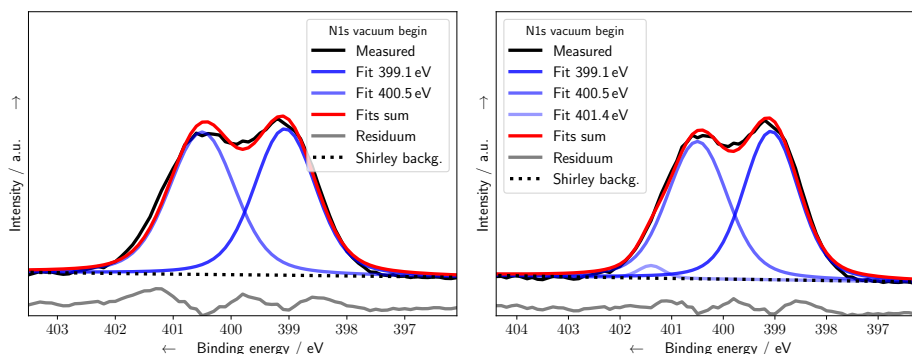 N1s vacuum begin
Measured
Fit 399.1 eV
Fit 400.5 eV
Fits sum
Residuum
Shirley backg.
Intensity / a.u. →
403 402 401 400 399 398 397
← Binding energy / eV
N1s vacuum begin
Measured
Fit 399.1 eV
Fit 400.5 eV
Fit 401.4 eV
Fits sum
Residuum
Shirley backg.
Intensity / a.u. →
404 403 402 401 400 399 398 397
← Binding energy / eV